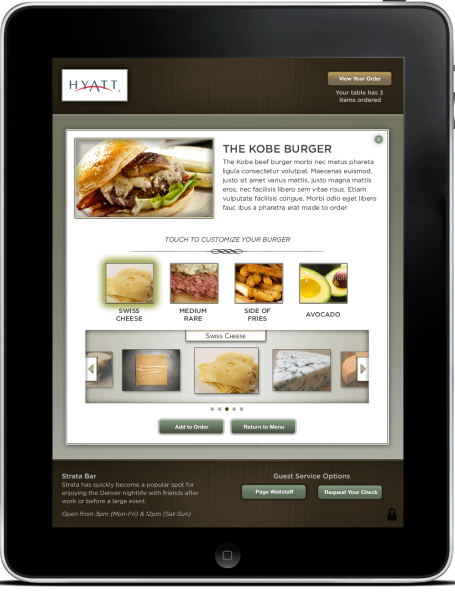 HYATT
View Your Order
Your table has 3
items ordered
THE KOBE BURGER
The Kobe beef burger morbi nec metus phareta
ligula consectetur volutpat. Maecenas euismod,
justo sit amet varius mattis, justo magna mattis
eros, nec facilisis libero sem vitae risus. Etiam
vulputate facilisis congue. Morbi odio eget libero
fauc ibus a pharetra erat made to order.
TOUCH TO CUSTOMIZE YOUR BURGER
SWISS
CHEESE
MEDIUM
RARE
SIDE OF
FRIES
AVOCADO
SWISS CHEESE
Add to Order
Return to Menu
Strata Bar
Strata has quickly become a popular spot for
enjoying the Denver nightlife with friends after
work or before a large event.
Open from 3pm (Mon-Fri) & 12pm (Sat-Sun)
Guest Service Options
Page Waitstaff
Request Your Check